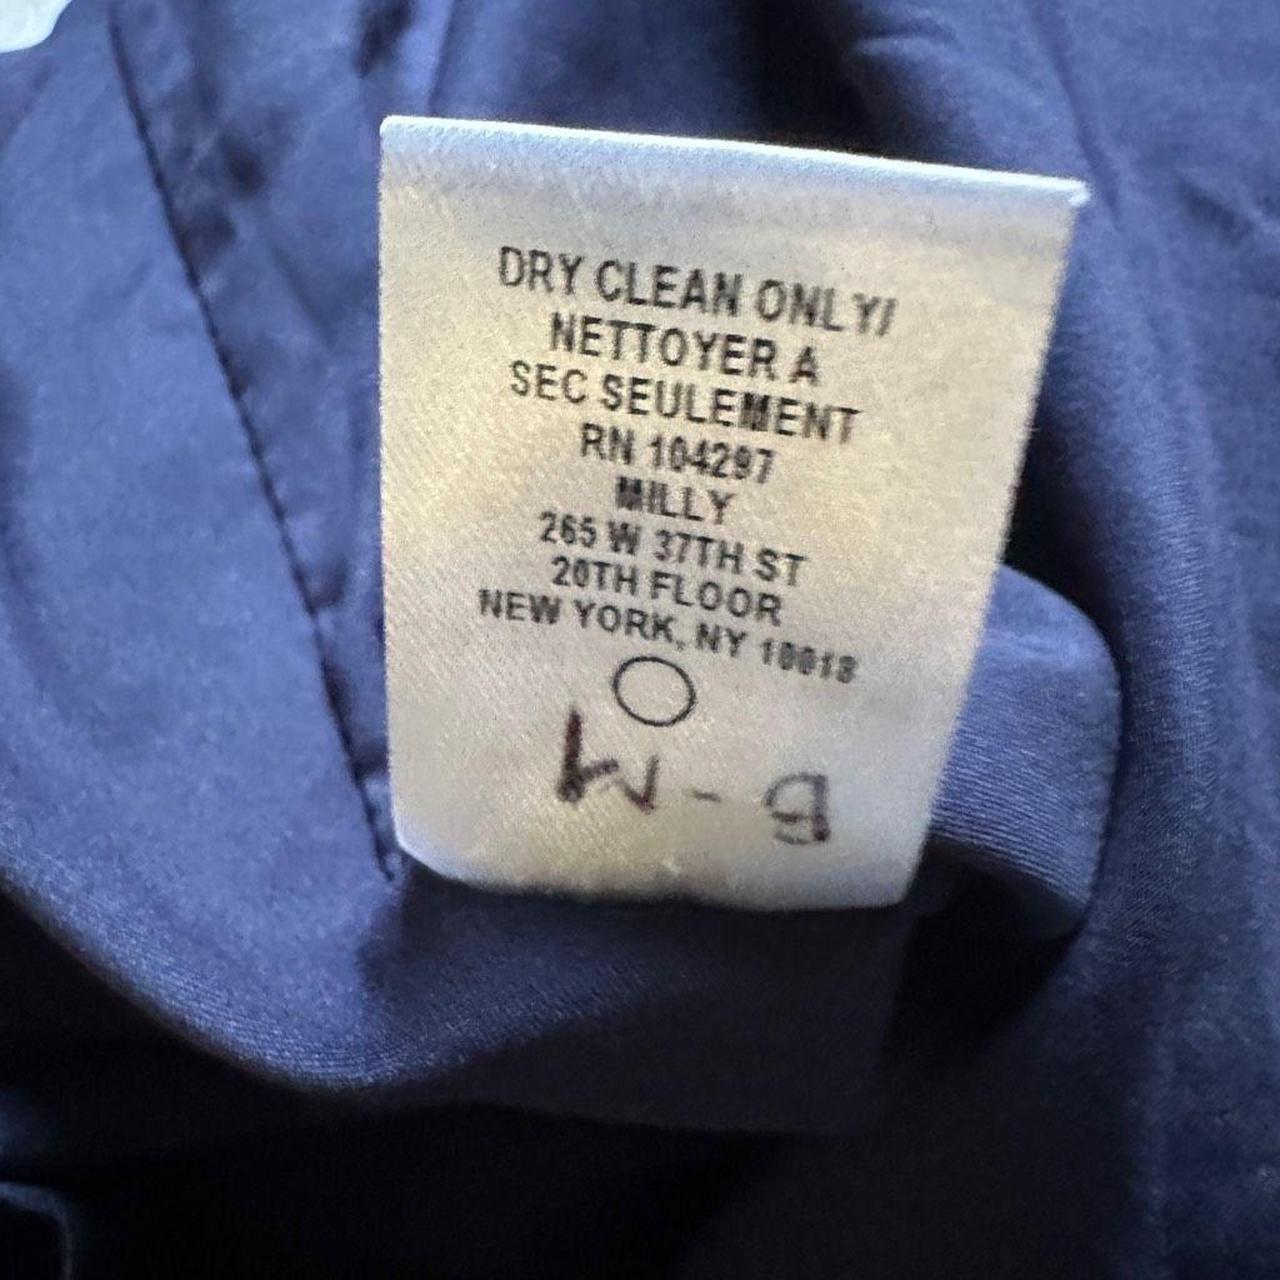 DRY CLEAN ONLY/
NETTOYER A
SEC SEULEMENT
RN 104297
MILLY
265 W 37TH ST
20TH FLOOR
NEW YORK, NY 10018